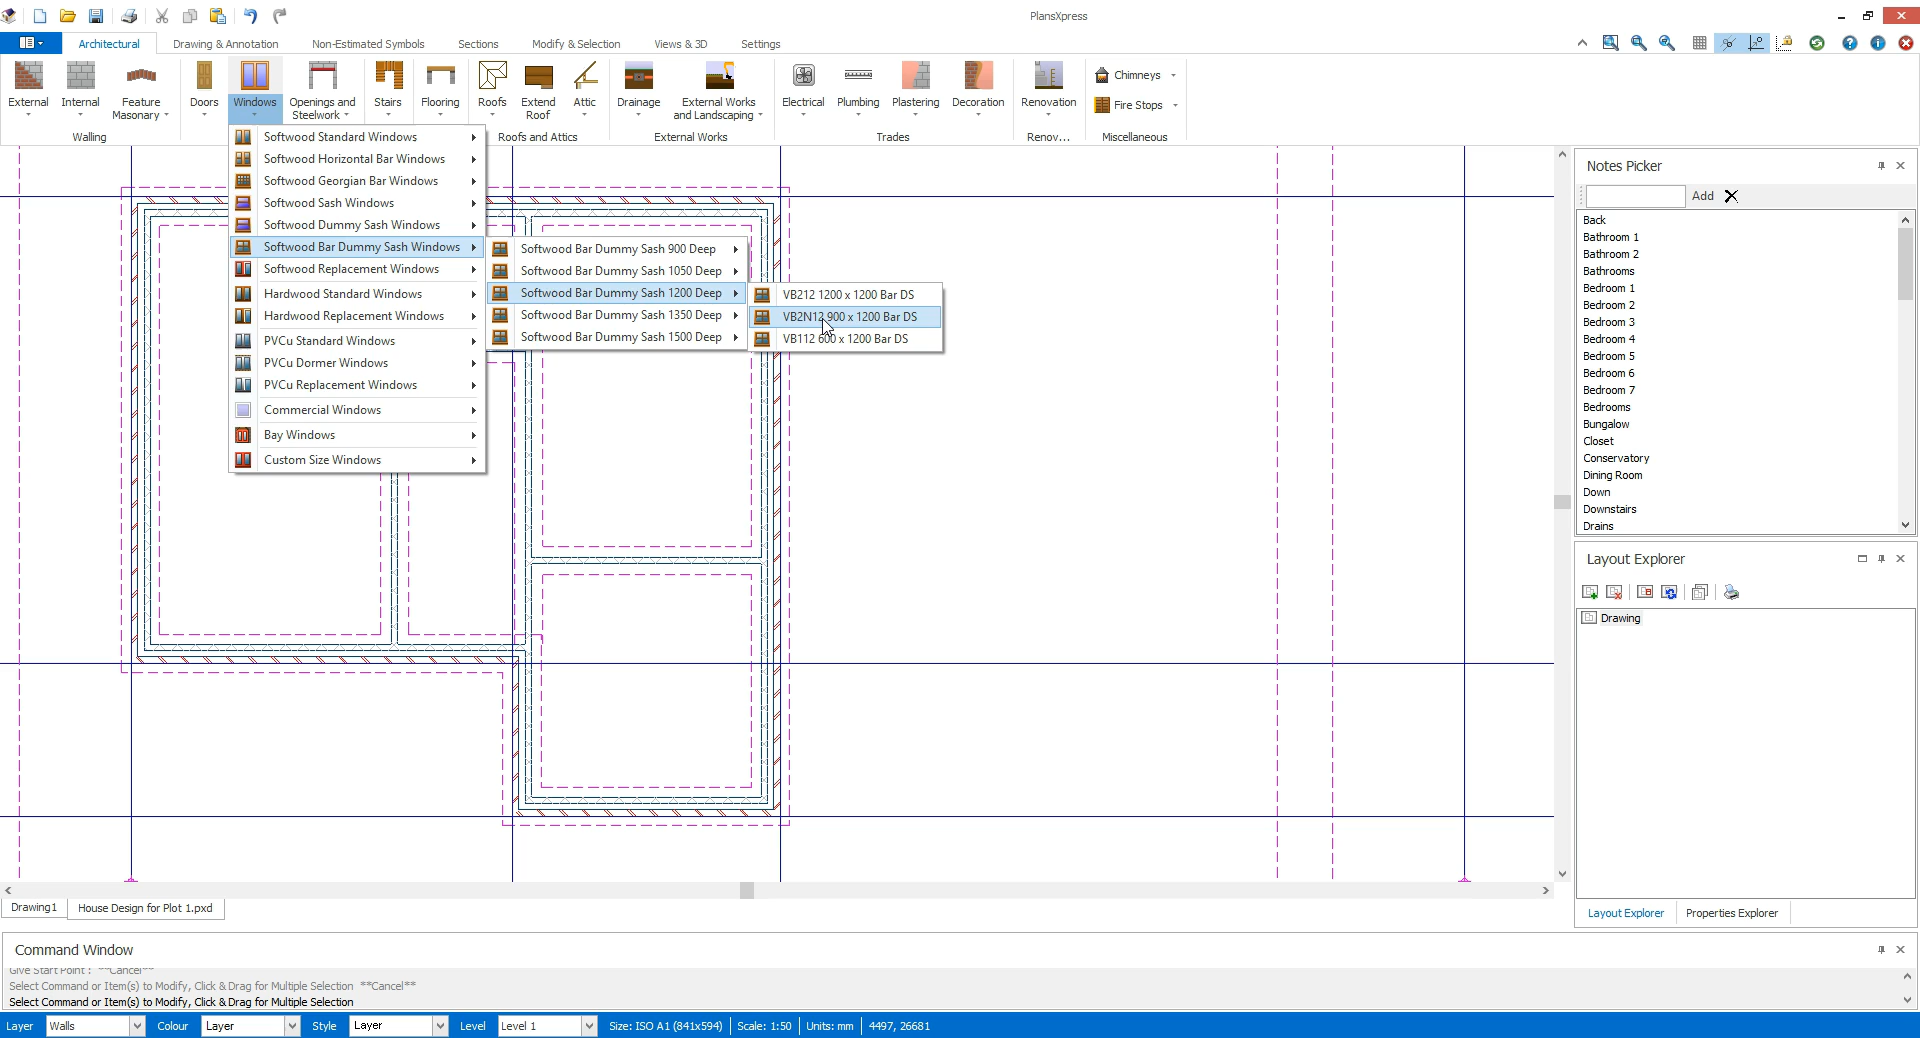 PlansXpress
Architectural
Drawing & Annotation
Non-Estimated Symbols
Sections
Modify & Selection
Views & 3D
Settings
External
Internal
Feature Masonary
Walling
Doors
Windows
Openings and Steelwork
Stairs
Flooring
Roofs
Extend Roof
Attic
Roofs and Attics
Drainage
External Works and Landscaping
External Works
Electrical
Plumbing
Plastering
Decoration
Trades
Renovation
Renov...
Chimneys
Fire Stops
Miscellaneous
Softwood Standard Windows
Softwood Horizontal Bar Windows
Softwood Georgian Bar Windows
Softwood Sash Windows
Softwood Dummy Sash Windows
Softwood Bar Dummy Sash Windows
Softwood Replacement Windows
Hardwood Standard Windows
Hardwood Replacement Windows
PVCu Standard Windows
PVCu Dormer Windows
PVCu Replacement Windows
Commercial Windows
Bay Windows
Custom Size Windows
Softwood Bar Dummy Sash 900 Deep
Softwood Bar Dummy Sash 1050 Deep
Softwood Bar Dummy Sash 1200 Deep
Softwood Bar Dummy Sash 1350 Deep
Softwood Bar Dummy Sash 1500 Deep
VB212 1200 x 1200 Bar DS
VB2N12 900 x 1200 Bar DS
VB112 600 x 1200 Bar DS
Notes Picker
Add
Back
Bathroom 1
Bathroom 2
Bathrooms
Bedroom 1
Bedroom 2
Bedroom 3
Bedroom 4
Bedroom 5
Bedroom 6
Bedroom 7
Bedrooms
Bungalow
Closet
Conservatory
Dining Room
Down
Downstairs
Drains
Layout Explorer
Drawing
Layout Explorer
Properties Explorer
Drawing1
House Design for Plot 1.pxd
Command Window
Give Start Point : **Cancel**
Select Command or Item(s) to Modify, Click & Drag for Multiple Selection **Cancel**
Select Command or Item(s) to Modify, Click & Drag for Multiple Selection
Layer
Walls
Colour
Layer
Style
Layer
Level
Level 1
Size: ISO A1 (841x594)
Scale: 1:50
Units: mm
4497, 26681